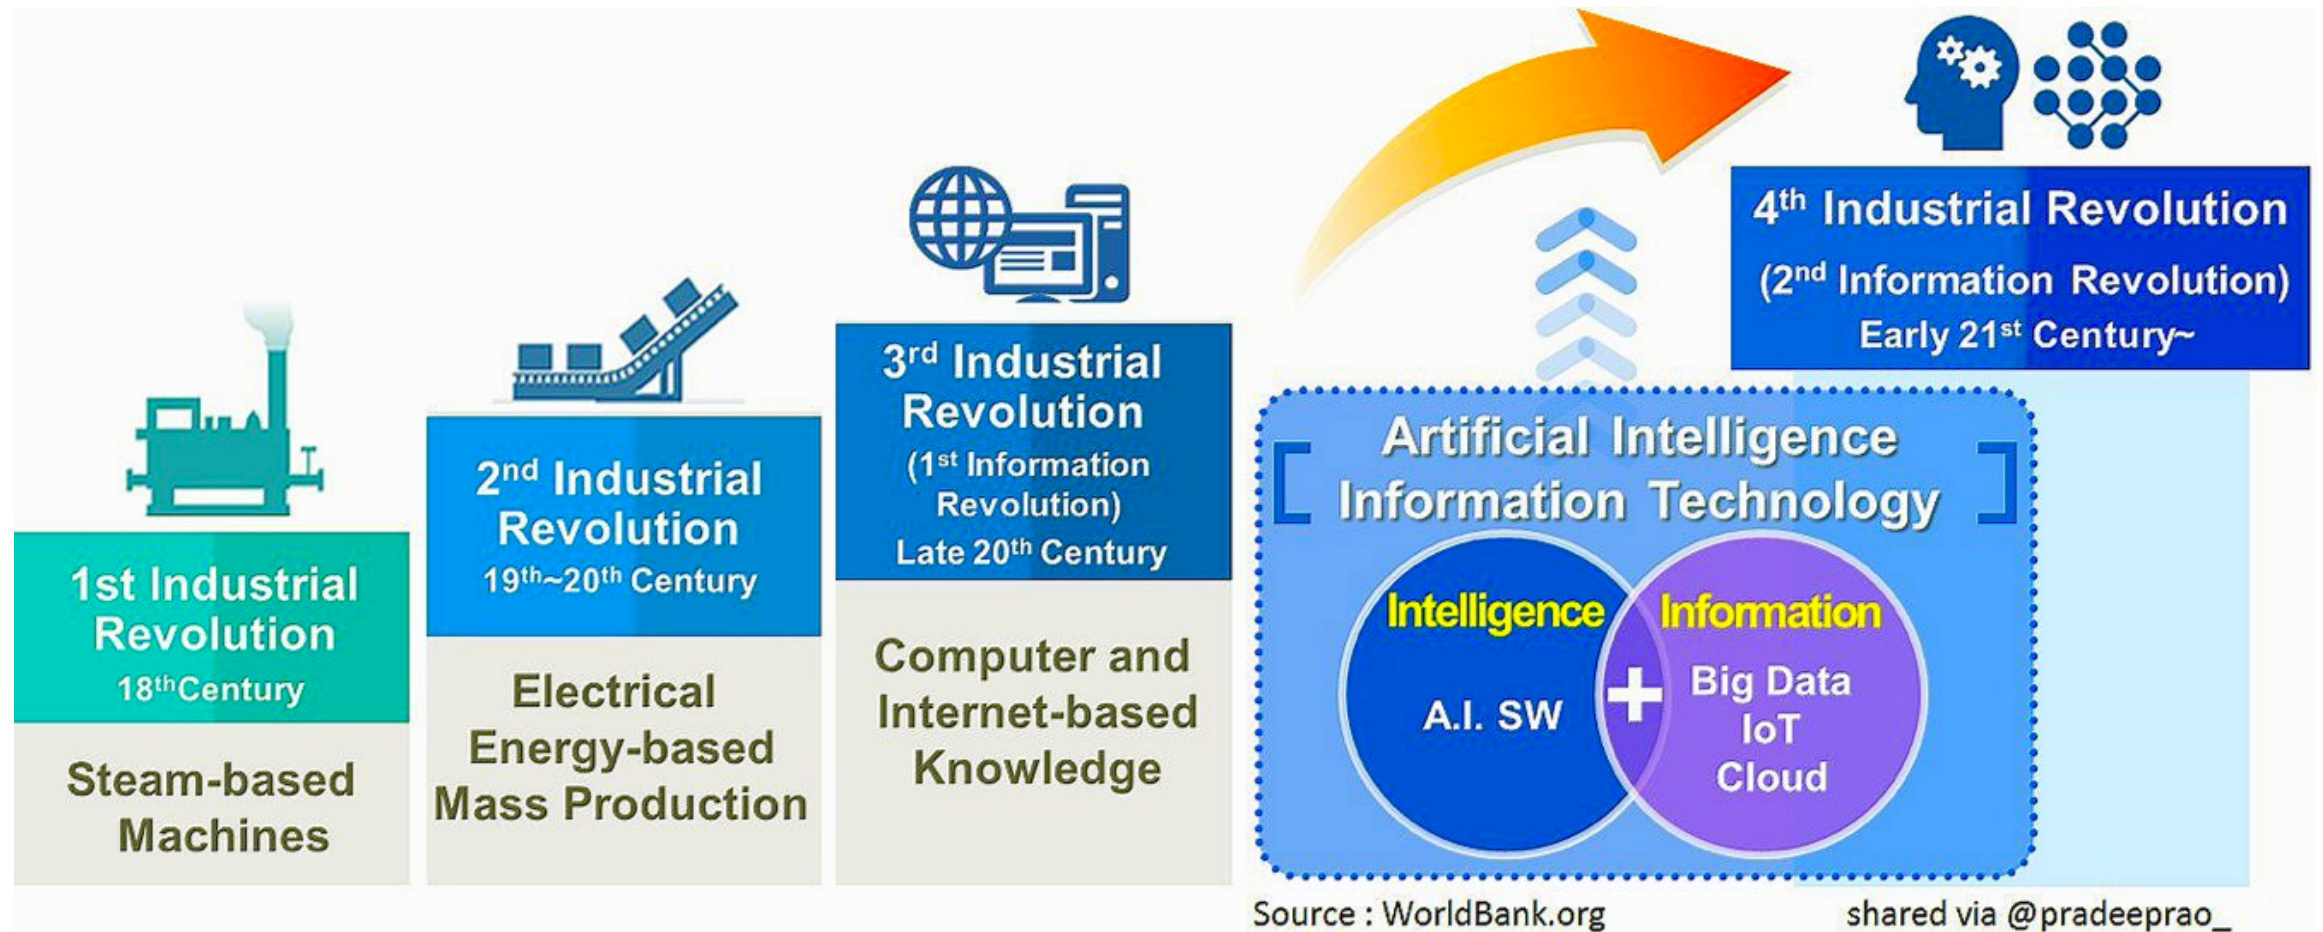 1st Industrial
Revolution
18thCentury
Steam-based
Machines
2nd Industrial
Revolution
19th~20th Century
Electrical
Energy-based
Mass Production
3rd Industrial
Revolution
(1st Information
Revolution)
Late 20th Century
Computer and
Internet-based
Knowledge
4th Industrial Revolution
(2nd Information Revolution)
Early 21st Century~
Artificial Intelligence
Information Technology
Intelligence
A.I. SW
+
Information
Big Data
IoT
Cloud
Source : WorldBank.org
shared via @pradeeprao_